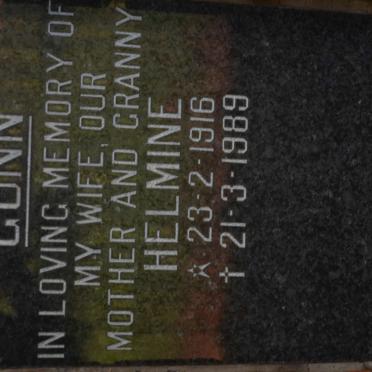 GUNN
IN LOVING MEMORY OF
MY WIFE, OUR
MOTHER AND GRANNY
HELMINE
☆ 23-2-1916
✝ 21-3-1989